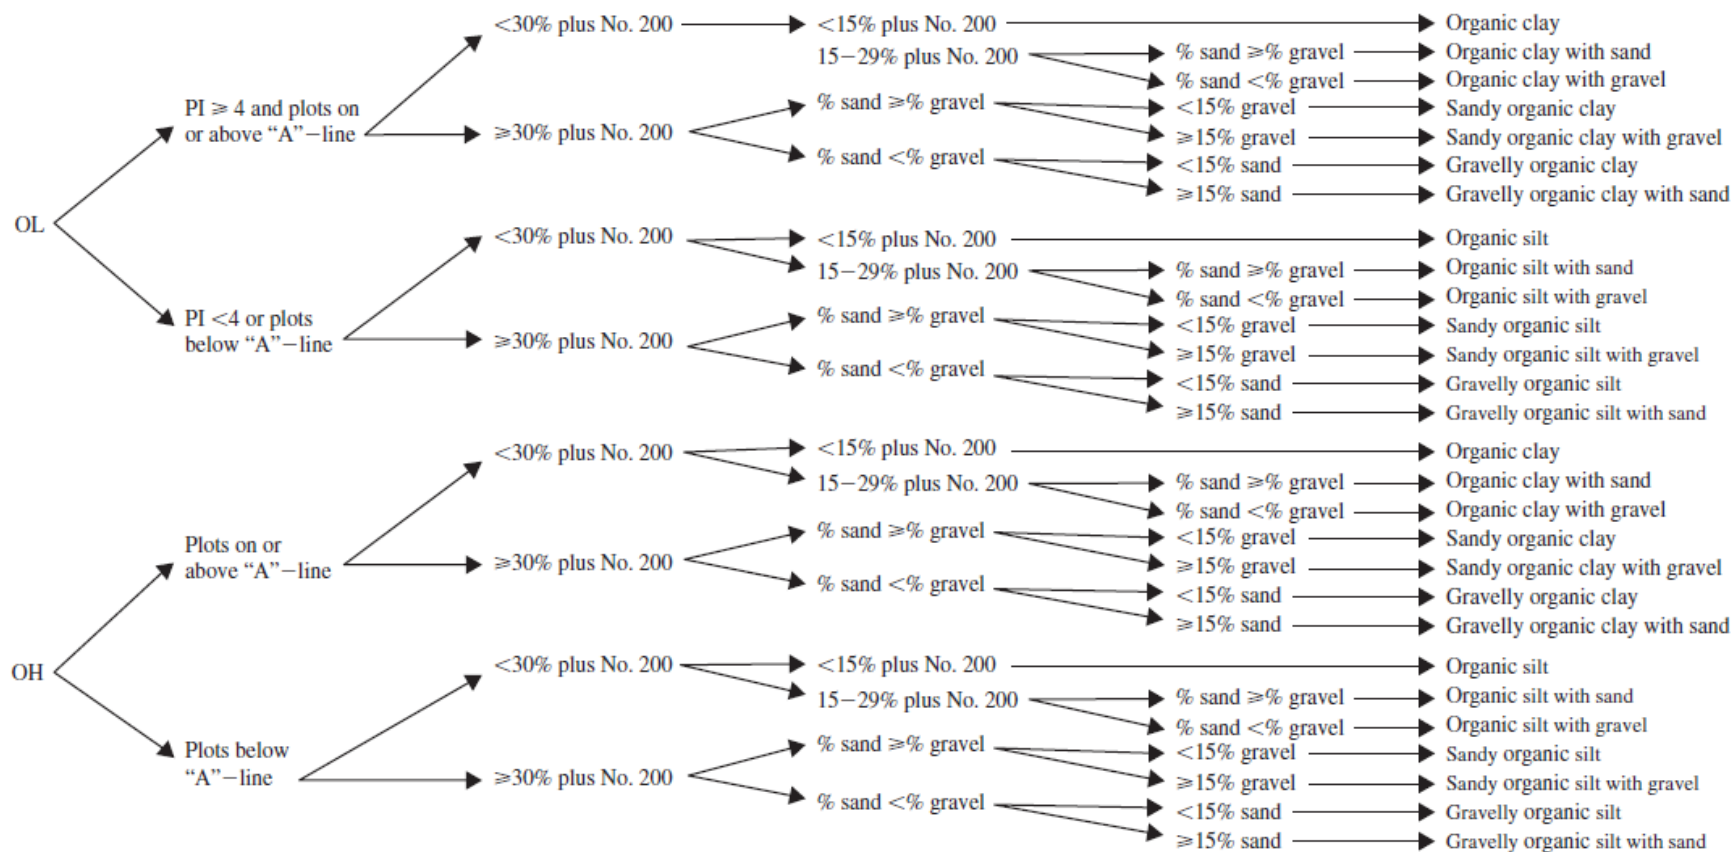 <30% plus No. 200 <15% plus No. 200 Organic clay
15−29% plus No. 200 % sand ⩾% gravel Organic clay with sand
% sand <% gravel Organic clay with gravel
PI ⩾ 4 and plots on
or above “A”−line
⩾30% plus No. 200 % sand ⩾% gravel <15% gravel Sandy organic clay
⩾15% gravel Sandy organic clay with gravel
% sand <% gravel <15% sand Gravelly organic clay
⩾15% sand Gravelly organic clay with sand
OL
<30% plus No. 200 <15% plus No. 200 Organic silt
15−29% plus No. 200 % sand ⩾% gravel Organic silt with sand
% sand <% gravel Organic silt with gravel
PI <4 or plots
below “A”−line
⩾30% plus No. 200 % sand ⩾% gravel <15% gravel Sandy organic silt
⩾15% gravel Sandy organic silt with gravel
% sand <% gravel <15% sand Gravelly organic silt
⩾15% sand Gravelly organic silt with sand
<30% plus No. 200 <15% plus No. 200 Organic clay
15−29% plus No. 200 % sand ⩾% gravel Organic clay with sand
% sand <% gravel Organic clay with gravel
Plots on or
above “A”−line
⩾30% plus No. 200 % sand ⩾% gravel <15% gravel Sandy organic clay
⩾15% gravel Sandy organic clay with gravel
% sand <% gravel <15% sand Gravelly organic clay
⩾15% sand Gravelly organic clay with sand
OH
<30% plus No. 200 <15% plus No. 200 Organic silt
15−29% plus No. 200 % sand ⩾% gravel Organic silt with sand
% sand <% gravel Organic silt with gravel
Plots below
“A”−line
⩾30% plus No. 200 % sand ⩾% gravel <15% gravel Sandy organic silt
⩾15% gravel Sandy organic silt with gravel
% sand <% gravel <15% sand Gravelly organic silt
⩾15% sand Gravelly organic silt with sand